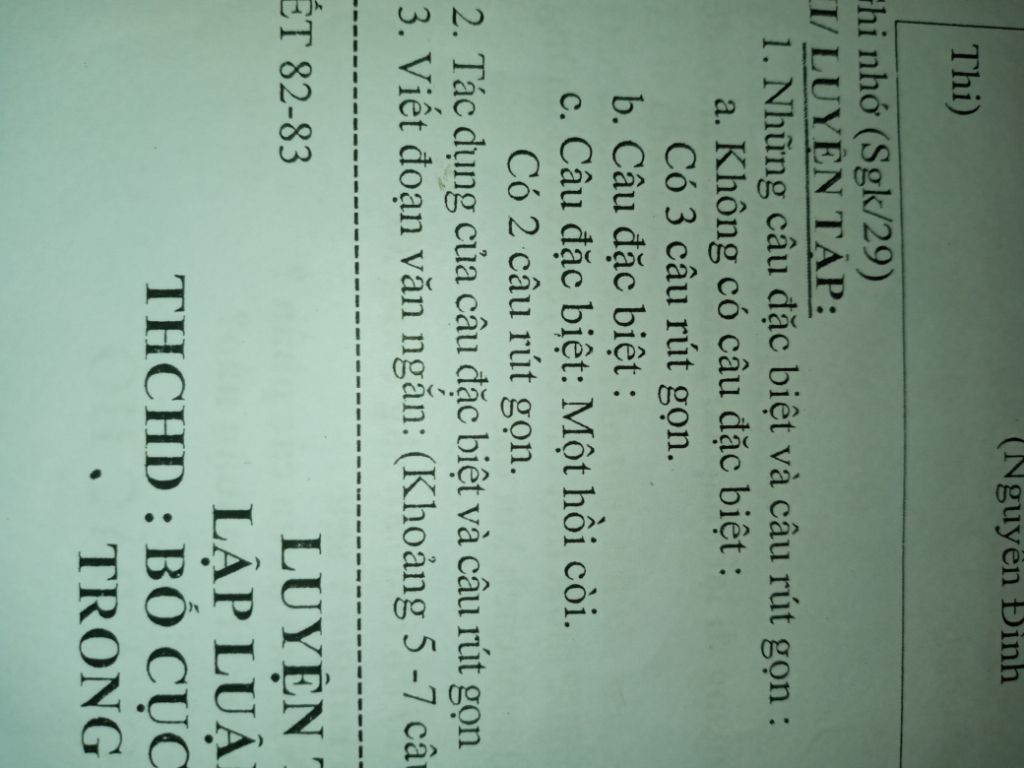 (Nguyễn Đình
Thi)
hi nhớ (Sgk/29)
I/ LUYỆN TẬP:
1. Những câu đặc biệt và câu rút gọn :
a. Không có câu đặc biệt :
Có 3 câu rút gọn.
b. Câu đặc biệt :
c. Câu đặc biệt: Một hồi còi.
Có 2 câu rút gọn.
2. Tác dụng của câu đặc biệt và câu rút gọn
3. Viết đoạn văn ngắn: (Khoảng 5 - 7 câu
ẾT 82-83
LUYỆN T
LẬP LUẬ
THCHD : BỐ CỤC
TRONG